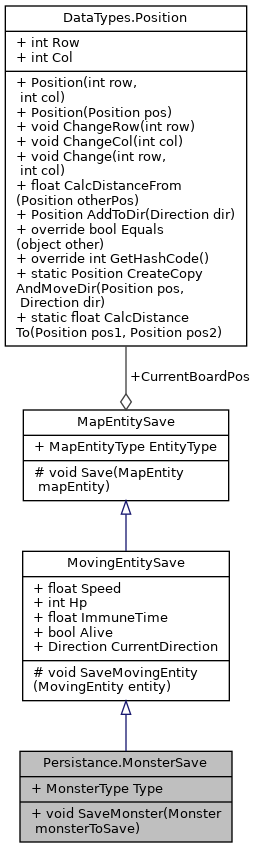 DataTypes.Position
+ int Row
+ int Col
+ Position(int row,
int col)
+ Position(Position pos)
+ void ChangeRow(int row)
+ void ChangeCol(int col)
+ void Change(int row,
int col)
+ float CalcDistanceFrom
(Position otherPos)
+ Position AddToDir(Direction dir)
+ override bool Equals
(object other)
+ override int GetHashCode()
+ static Position CreateCopy
AndMoveDir(Position pos,
Direction dir)
+ static float CalcDistance
To(Position pos1, Position pos2)
+CurrentBoardPos
MapEntitySave
+ MapEntityType EntityType
# void Save(MapEntity
mapEntity)
MovingEntitySave
+ float Speed
+ int Hp
+ float ImmuneTime
+ bool Alive
+ Direction CurrentDirection
# void SaveMovingEntity
(MovingEntity entity)
Persistance.MonsterSave
+ MonsterType Type
+ void SaveMonster(Monster
monsterToSave)